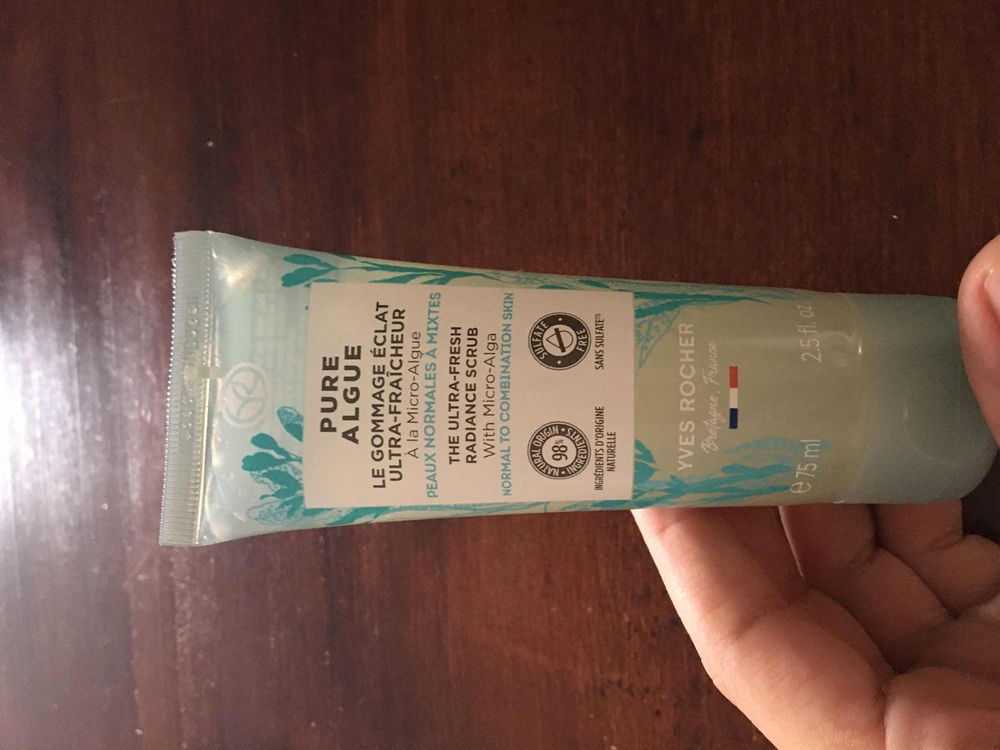 PURE
ALGUE
LE GOMMAGE ÉCLAT
ULTRA-FRAÎCHEUR
À la Micro-Algue
PEAUX NORMALES À MIXTES
THE ULTRA-FRESH
RADIANCE SCRUB
With Micro-Alga
NORMAL TO COMBINATION SKIN
NATURAL ORIGIN
98%
INGREDIENTS
INGRÉDIENTS D'ORIGINE
NATURELLE
SULFATE
FREE
SANS SULFATE(1)
YVES ROCHER
Bretagne France
e 75 ml 2.5 fl. oz